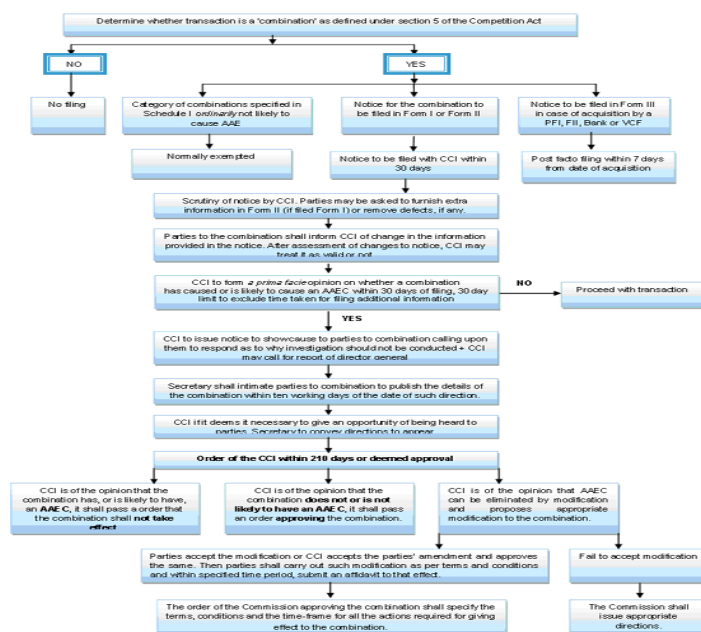 Determine whether transaction is a 'combination' as defined under section 5 of the Competition Act
NO
YES
No filing
Category of combinations specified in
Schedule I ordinarily not likely to
cause AAE
Notice for the combination to
be filed in Form I or Form II
Notice to be filed in Form III
in case of acquisition by a
PFI, FII, Bank or VCF
Normally exempted
Notice to be filed with CCI within
30 days
Post facto filing within 7 days
from date of acquisition
Scrutiny of notice by CCI. Parties may be asked to furnish extra
information in Form II (if filed Form I) or remove defects, if any.
Parties to the combination shall inform CCI of change in the information
provided in the notice. After assessment of changes to notice, CCI may
treat it as valid or not.
CCI to form a prima facie opinion on whether a combination
has caused or is likely to cause an AAEC within 30 days of filing, 30 day
limit to exclude time taken for filing additional information
NO
Proceed with transaction
YES
CCI to issue notice to showcause to parties to combination calling upon
them to respond as to why investigation should not be conducted + CCI
may call for report of director general
Secretary shall intimate parties to combination to publish the details of
the combination within ten working days of the date of such direction.
CCI if it deems it necessary to give an opportunity of being heard to
parties. Secretary to convey directions to appear
Order of the CCI within 210 days or deemed approval
CCI is of the opinion that the
combination has, or is likely to have,
an AAEC, it shall pass a order that
the combination shall not take
effect
CCI is of the opinion that the
combination does not or is not
likely to have an AAEC, it shall pass
an order approving the combination.
CCI is of the opinion that AAEC
can be eliminated by modification
and proposes appropriate
modification to the combination.
Parties accept the modification or CCI accepts the parties' amendment and approves
the same. Then parties shall carry out such modification as per terms and conditions
and within specified time period, submit an affidavit to that effect.
Fail to accept modification
The order of the Commission approving the combination shall specify the
terms, conditions and the time-frame for all the actions required for giving
effect to the combination.
The Commission shall
issue appropriate
directions.